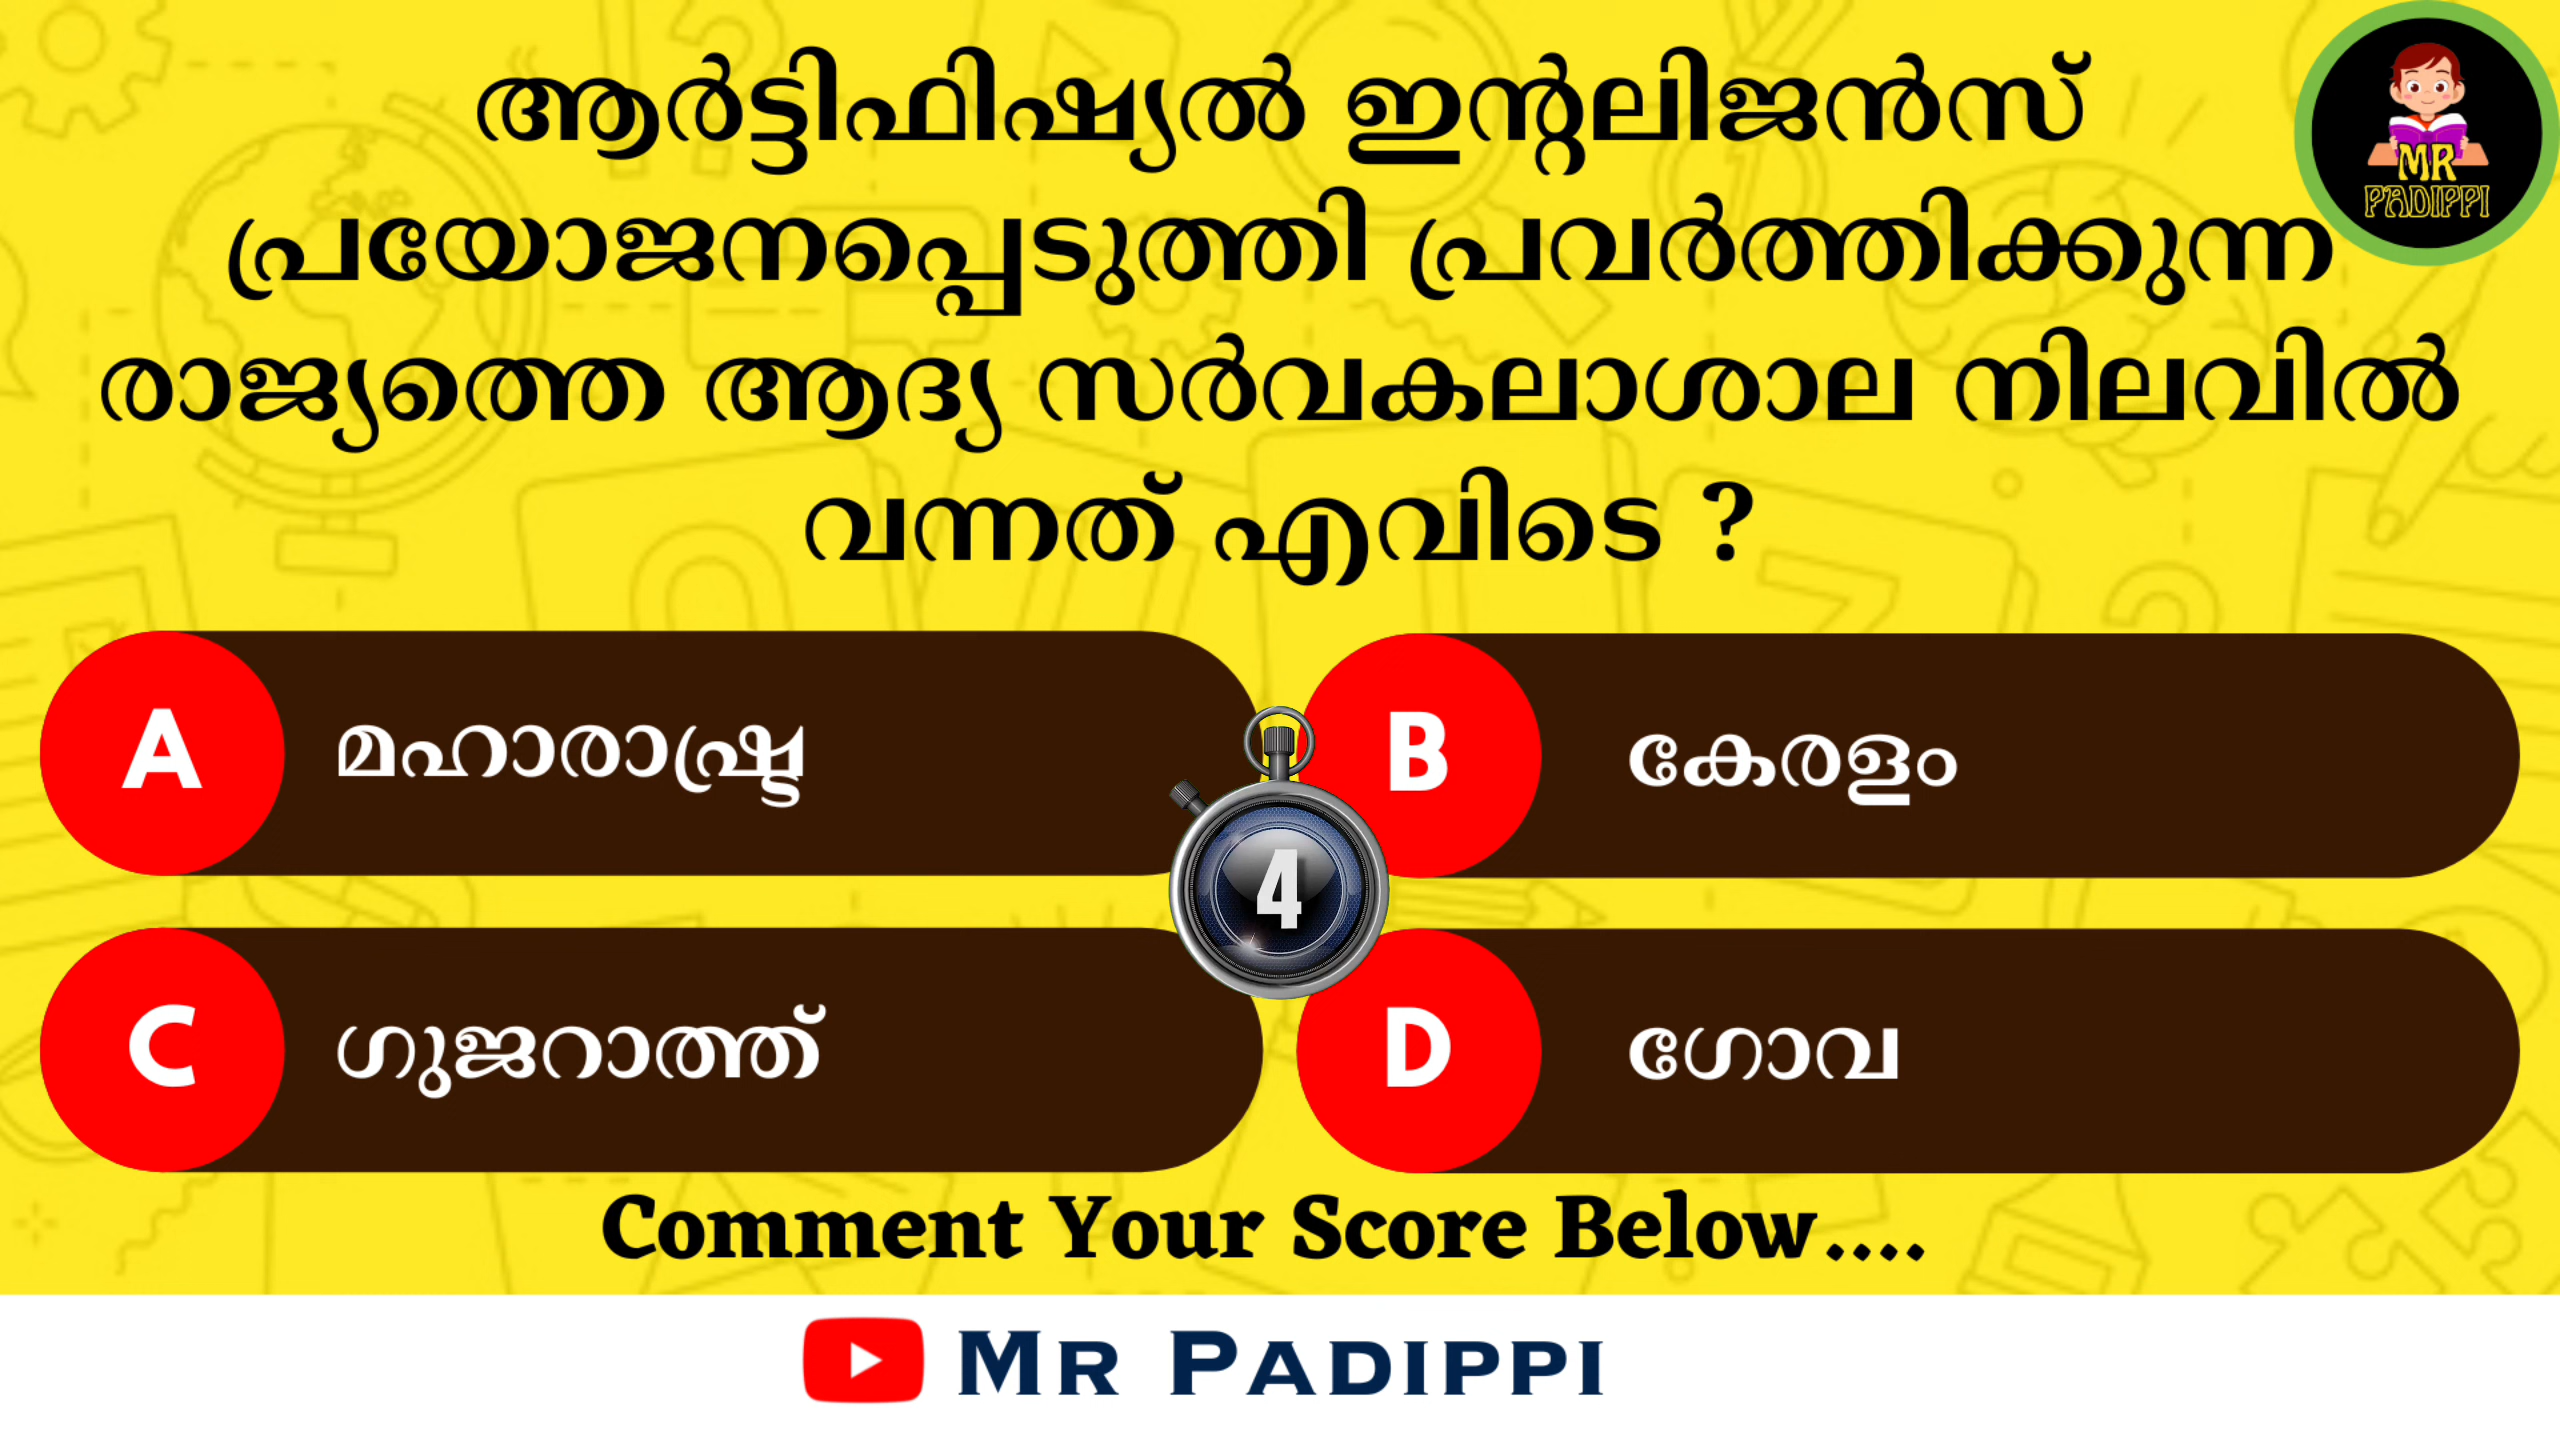 ആർട്ടിഫിഷ്യൽ ഇന്റലിജൻസ്
പ്രയോജനപ്പെടുത്തി പ്രവർത്തിക്കുന്ന
രാജ്യത്തെ ആദ്യ സർവകലാശാല നിലവിൽ
വന്നത് എവിടെ ?
MR
PADIPPI
A മഹാരാഷ്ട്ര
B കേരളം
4
C ഗുജറാത്ത്
D ഗോവ
Comment Your Score Below....
MR PADIPPI